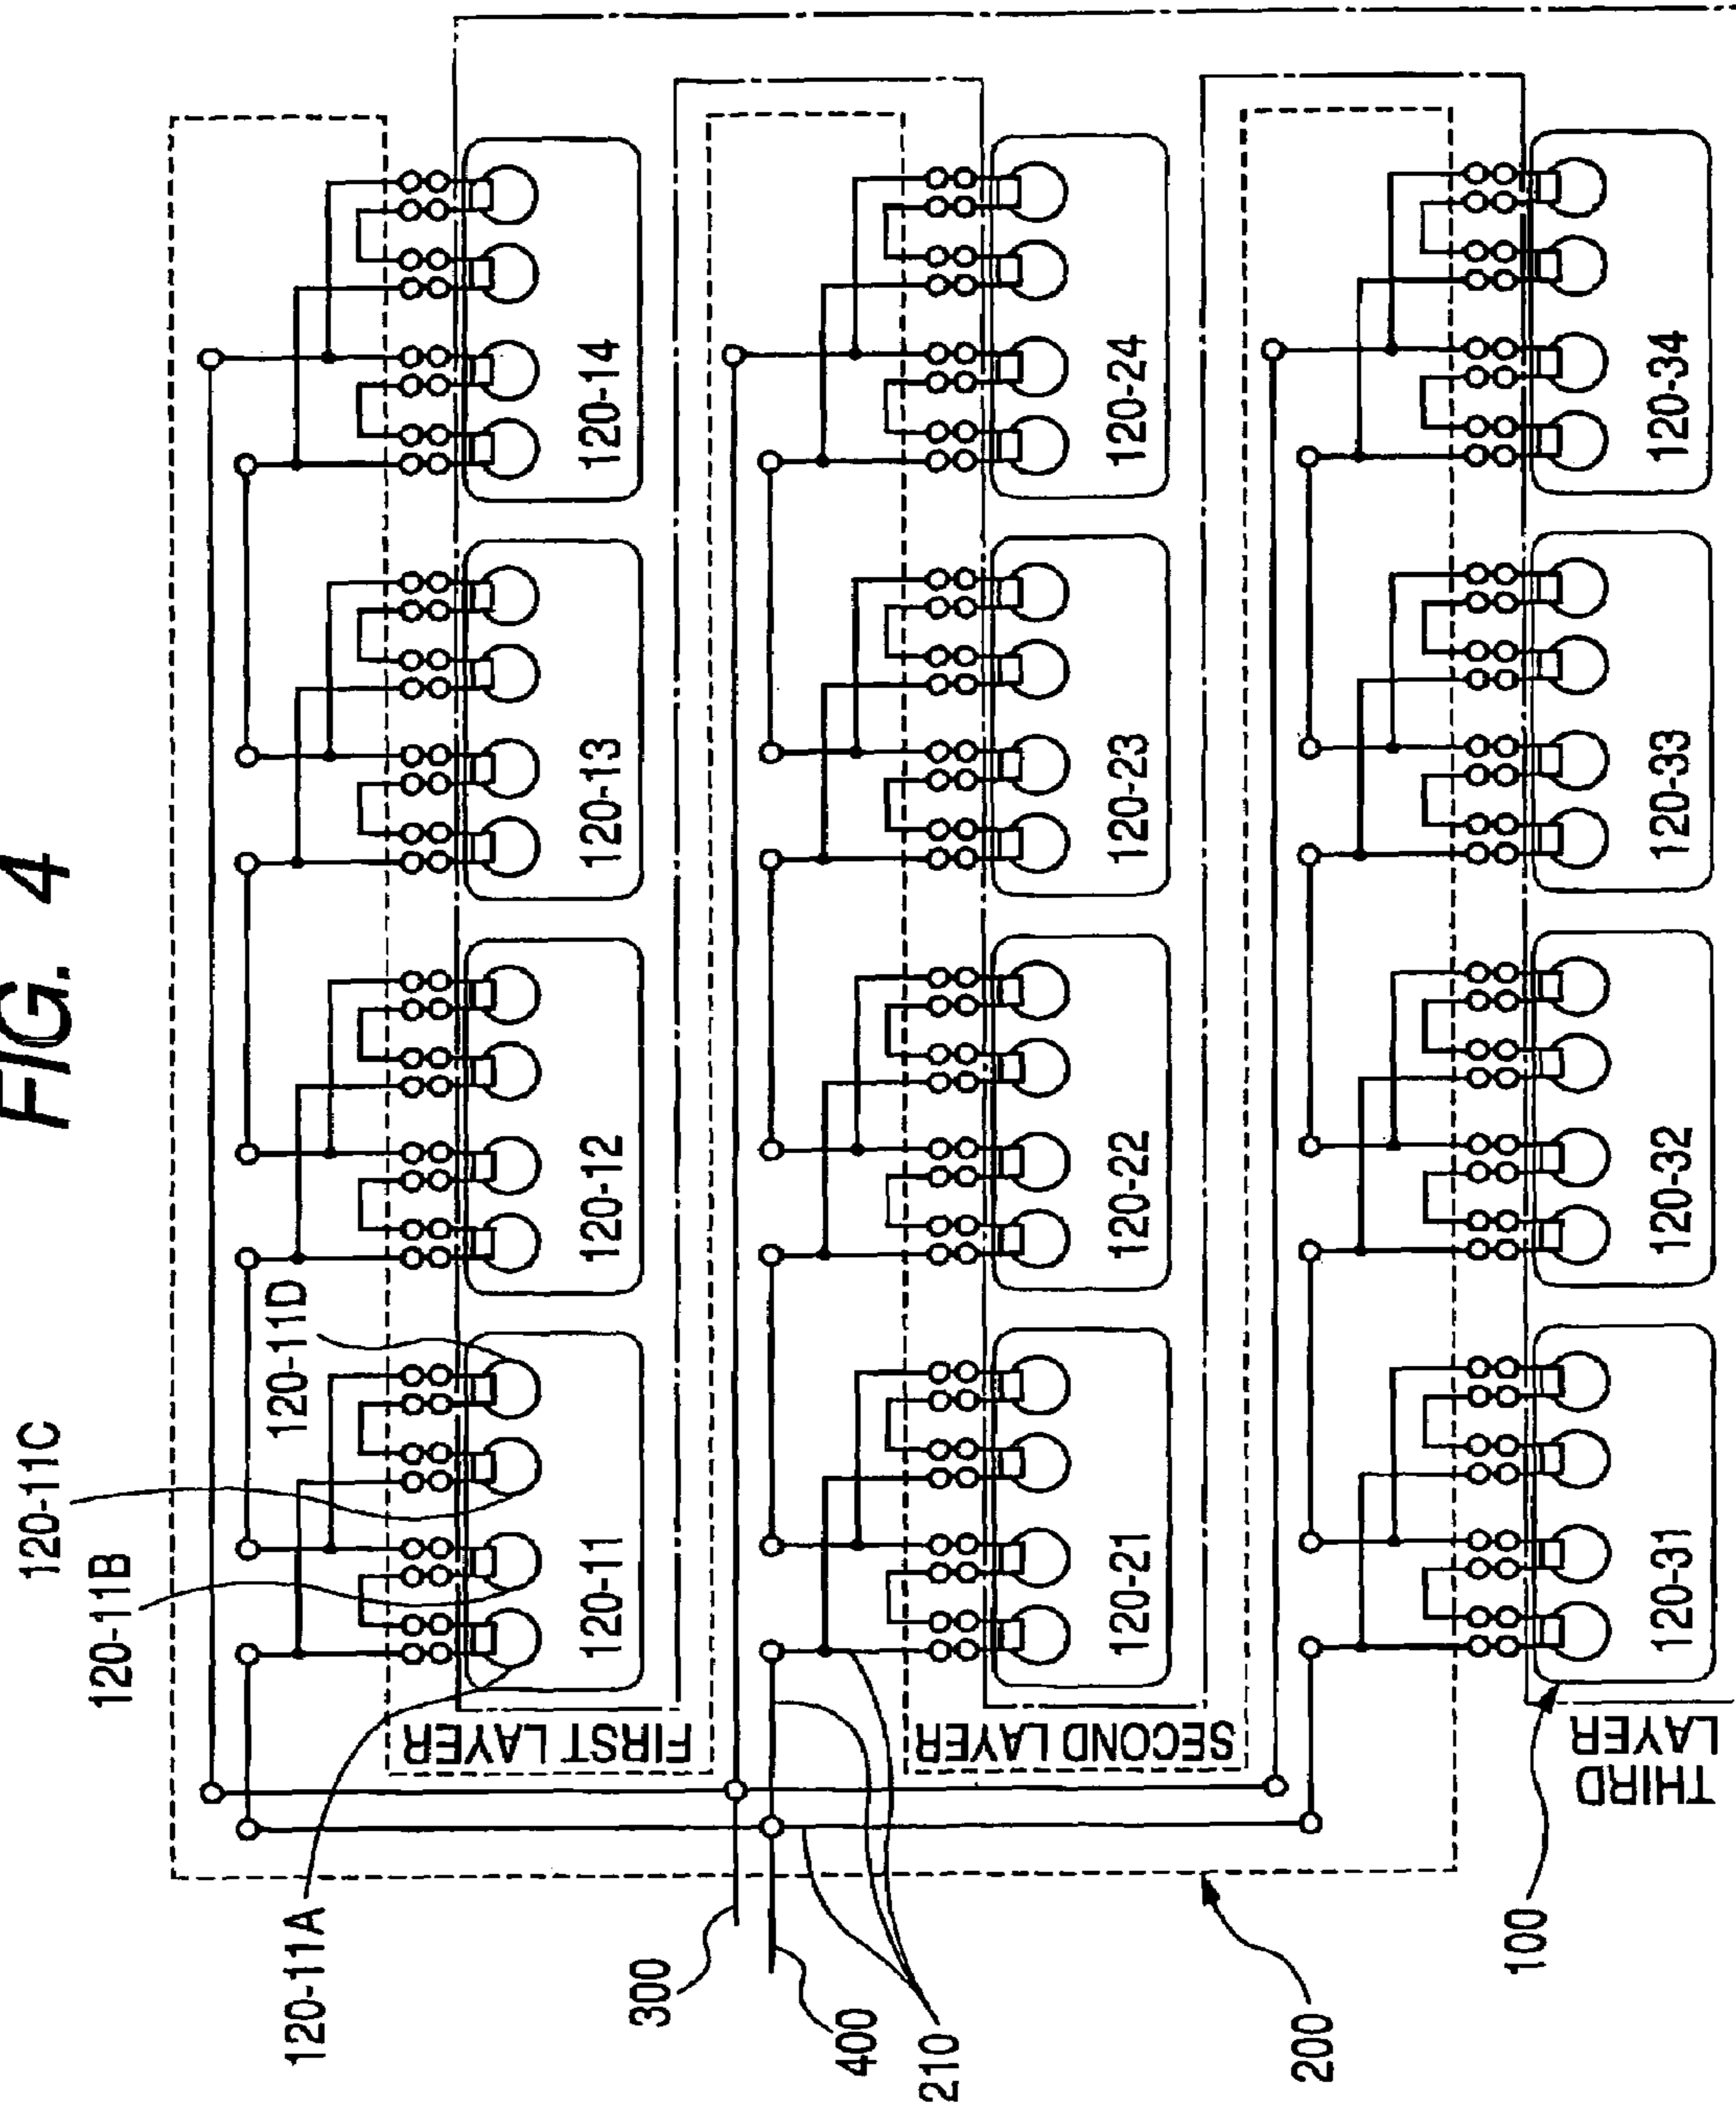 FIG. 4
120-11C
120-11B
120-11D
120-11A
120-11
120-12
120-13
120-14
FIRST LAYER
300
400
210
120-21
120-22
120-23
120-24
SECOND LAYER
200
100
120-31
120-32
120-33
120-34
THIRD
LAYER